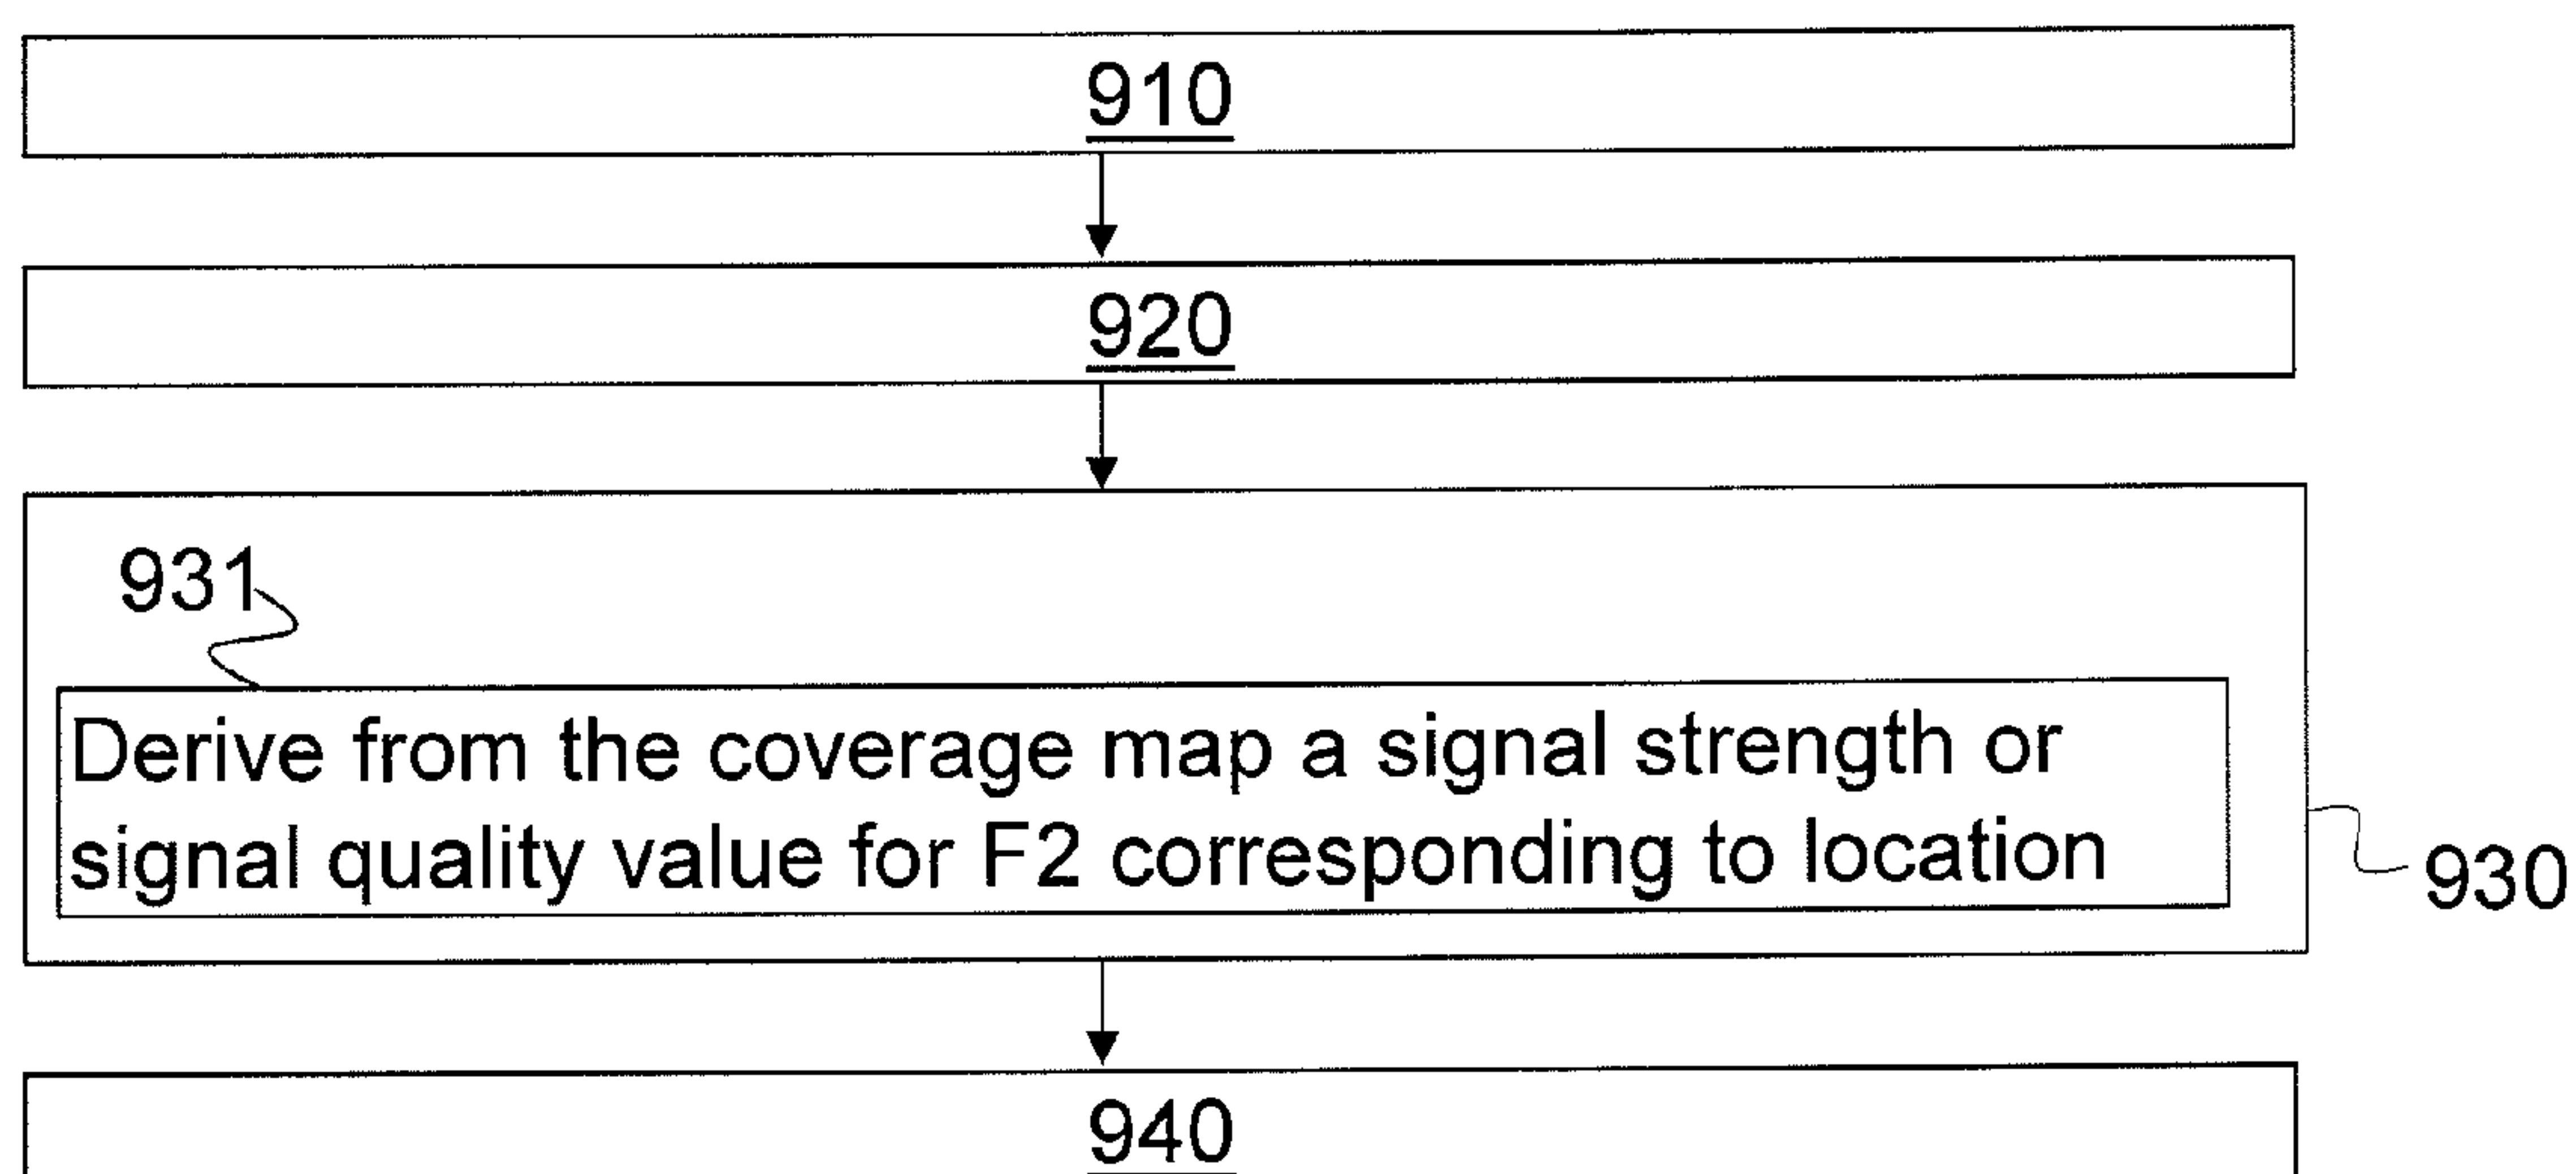 910
920
931
Derive from the coverage map a signal strength or
signal quality value for F2 corresponding to location
930
940